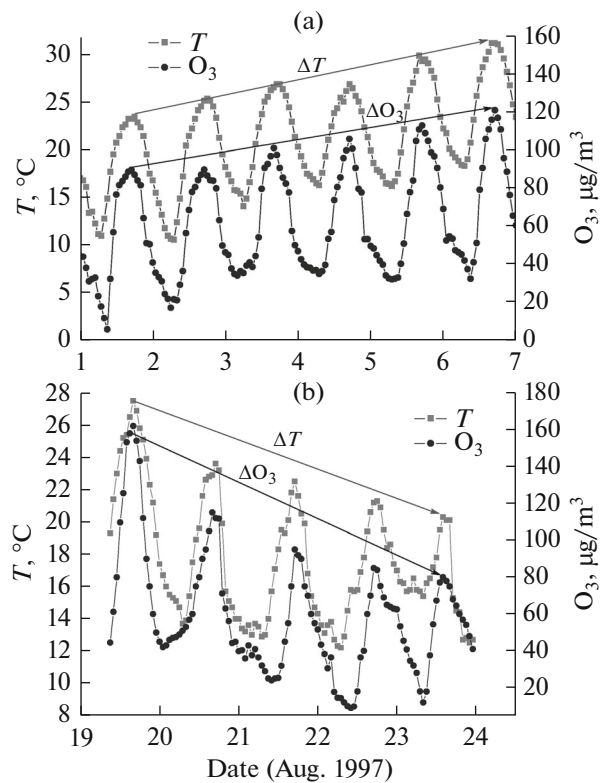 (a)
T
O₃
ΔT
ΔO₃
T, °C
30
25
20
15
10
5
0
O₃, μg/m³
160
140
120
100
80
60
40
20
0
1 2 3 4 5 6 7
(b)
T
O₃
ΔT
ΔO₃
T, °C
28
26
24
22
20
18
16
14
12
10
8
O₃, μg/m³
180
160
140
120
100
80
60
40
20
19 20 21 22 23 24
Date (Aug. 1997)